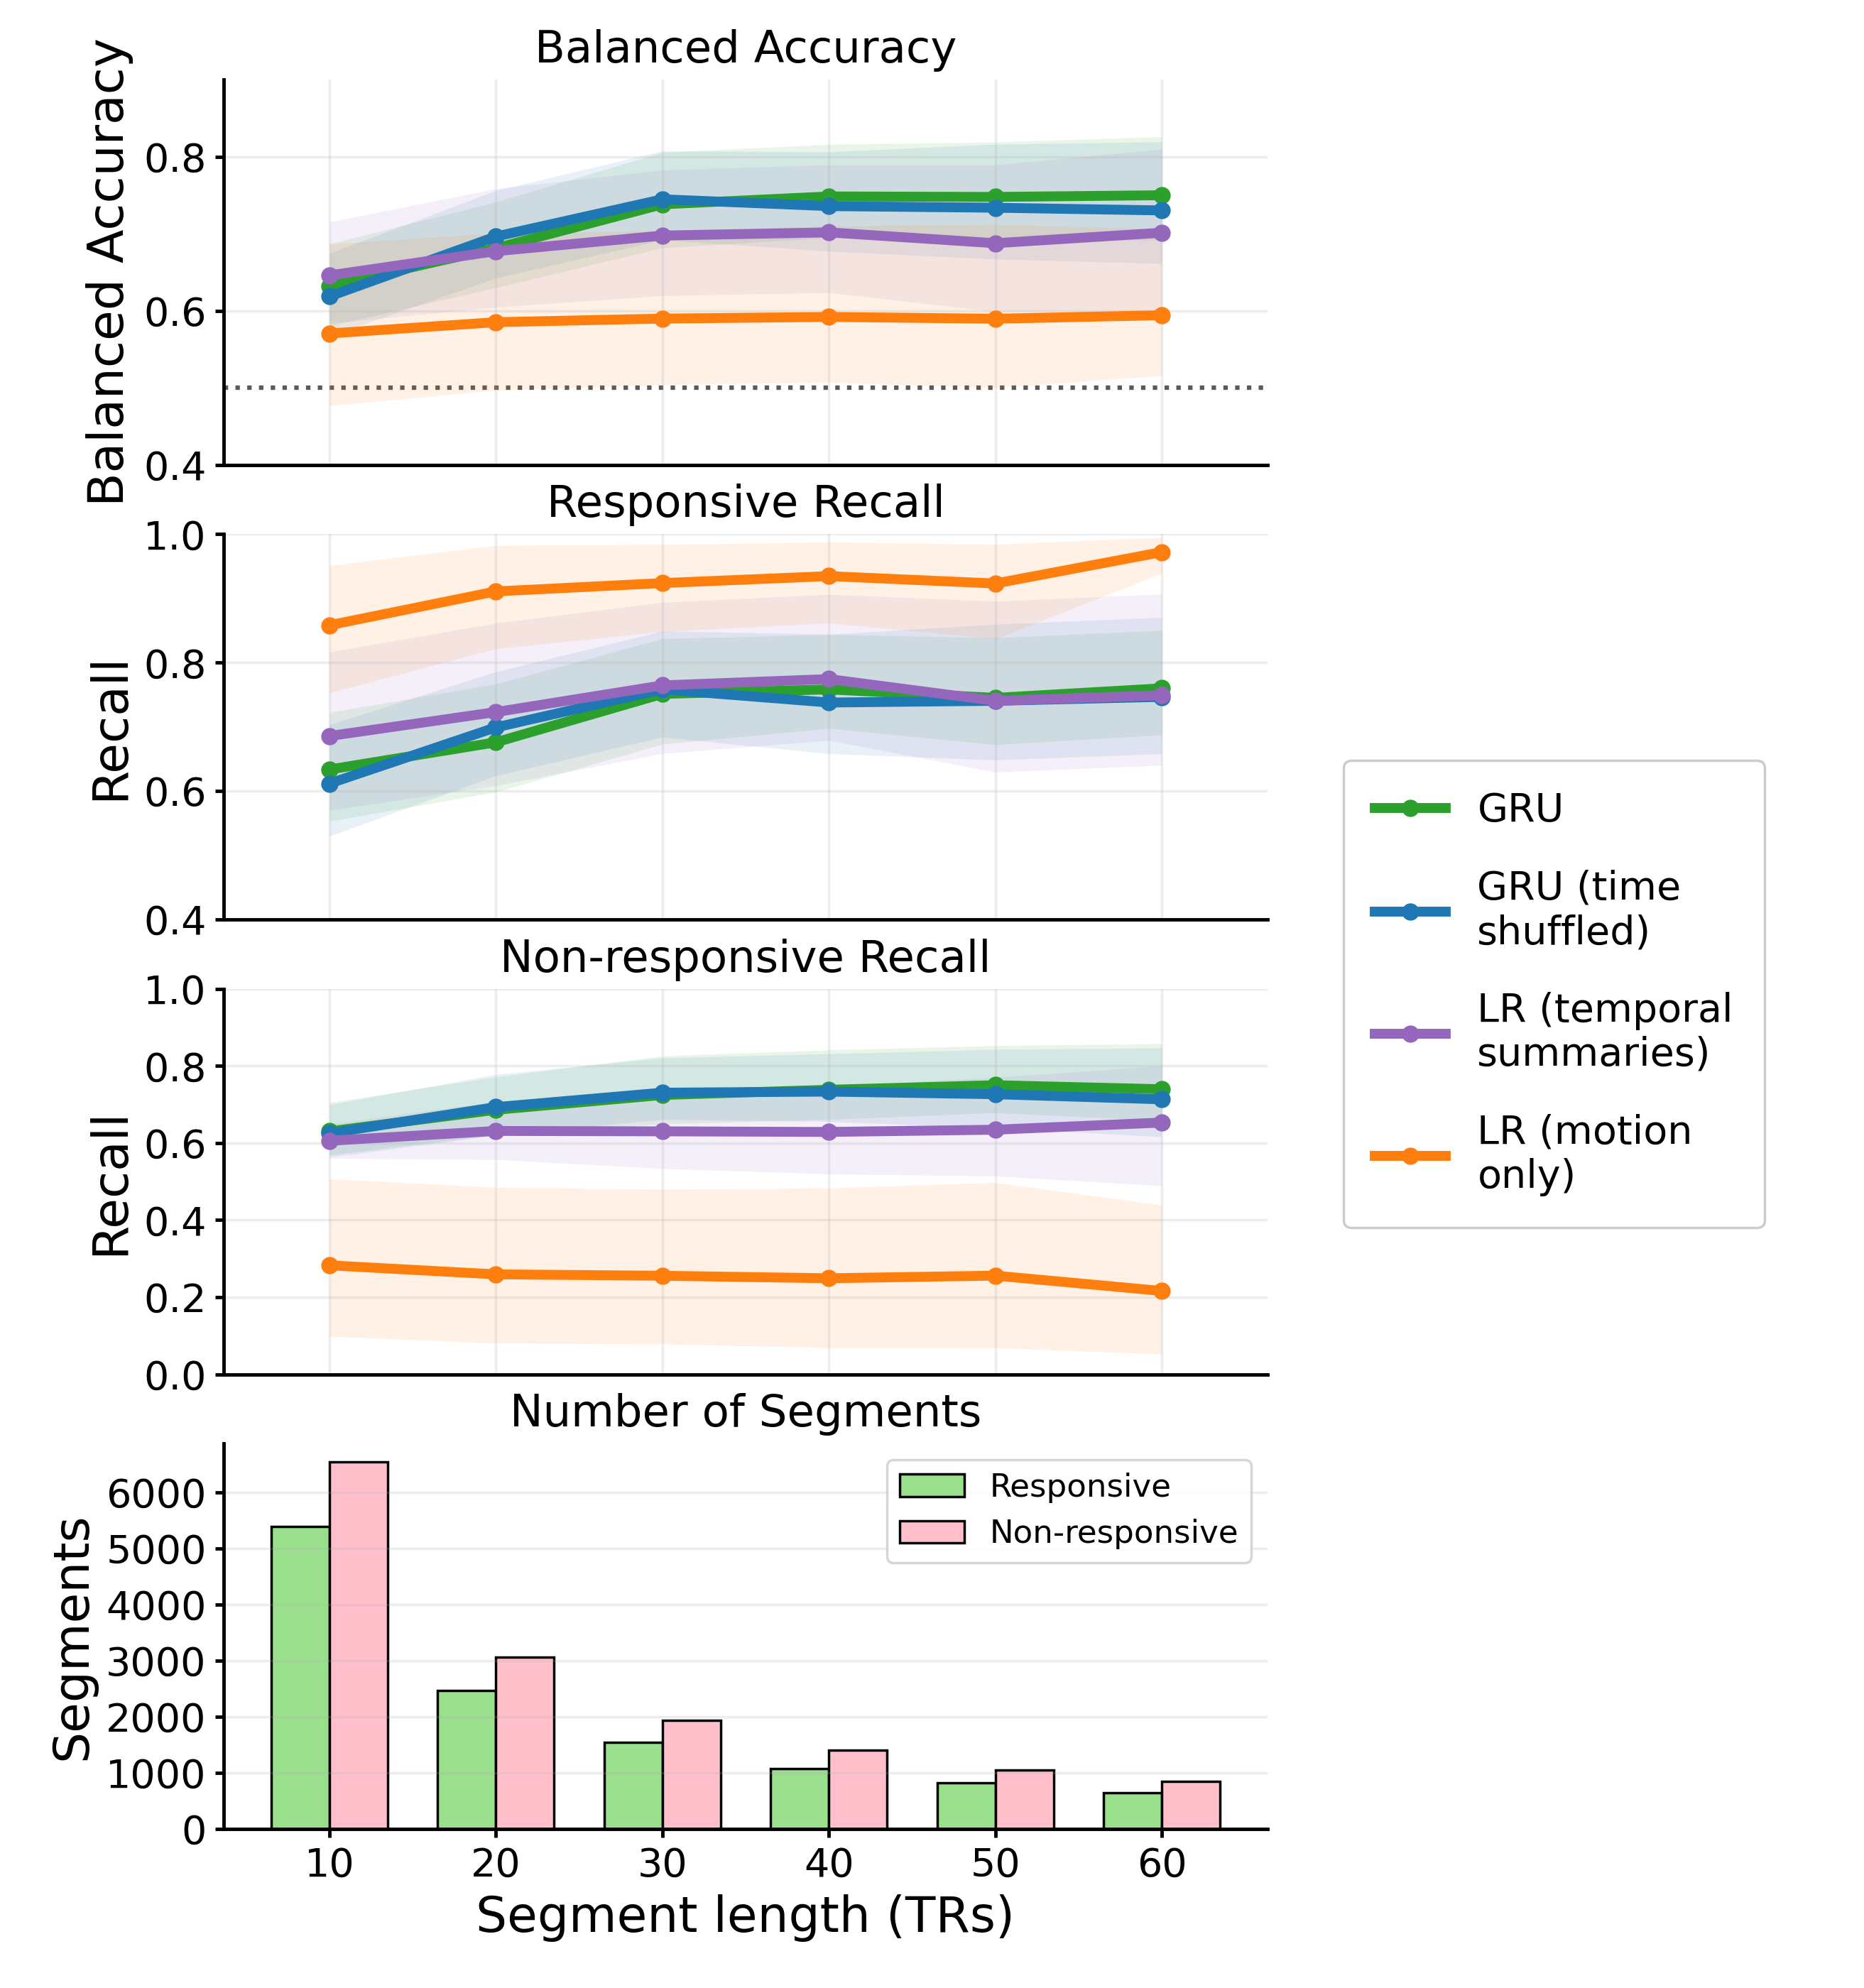 Balanced Accuracy
Balanced Accuracy
0.8
0.6
0.4
Responsive Recall
Recall
1.0
0.8
0.6
0.4
Non-responsive Recall
Recall
1.0
0.8
0.6
0.4
0.2
0.0
GRU
GRU (time
shuffled)
LR (temporal
summaries)
LR (motion
only)
Number of Segments
Segments
6000
5000
4000
3000
2000
1000
0
Responsive
Non-responsive
10 20 30 40 50 60
Segment length (TRs)